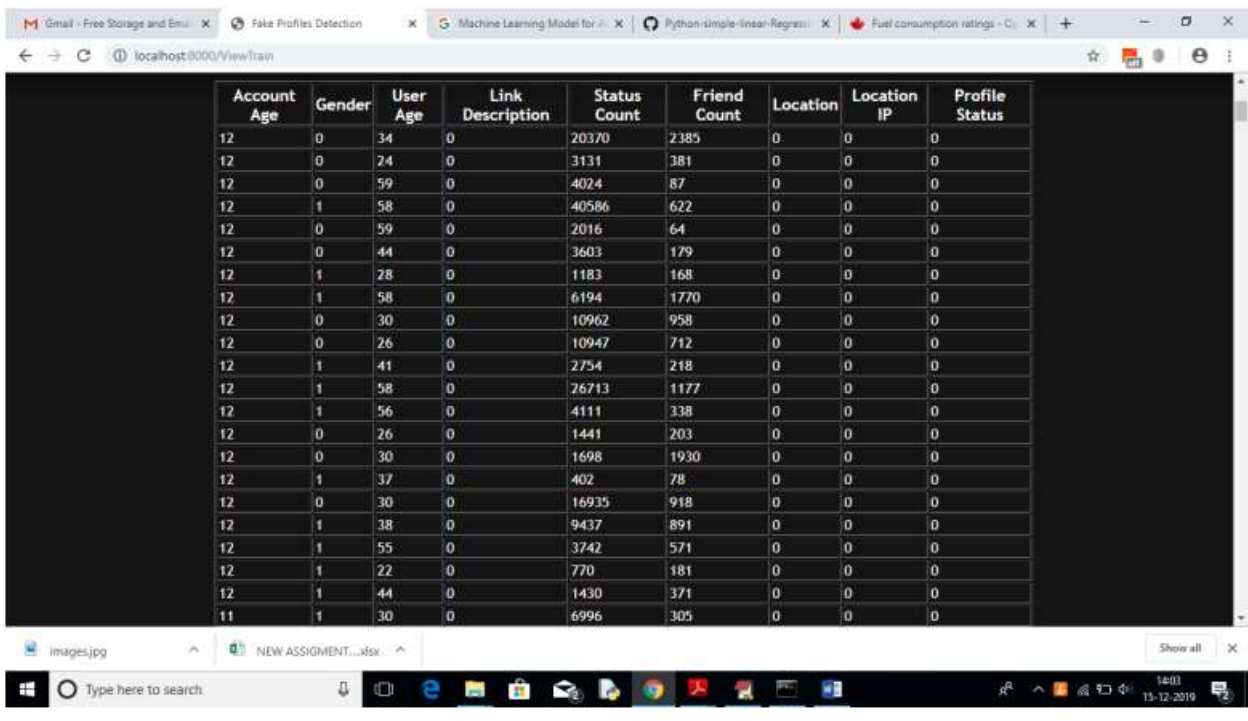 Gmail - Free Storage and Ema
Fake Profiles Detection
Machine Learning Model for
Python-simple-linear-Regress
Fuel consumption ratings -
localhost:8000/ViewTrain
Account Age Gender User Age Link Description Status Count Friend Count Location Location IP Profile Status
12 0 34 0 20370 2385 0 0 0
12 0 24 0 3131 381 0 0 0
12 0 59 0 4024 87 0 0 0
12 1 58 0 40586 622 0 0 0
12 0 59 0 2016 64 0 0 0
12 0 44 0 3603 179 0 0 0
12 1 28 0 1183 168 0 0 0
12 1 58 0 6194 1770 0 0 0
12 0 30 0 10962 958 0 0 0
12 0 26 0 10947 712 0 0 0
12 1 41 0 2754 218 0 0 0
12 1 58 0 26713 1177 0 0 0
12 1 56 0 4111 338 0 0 0
12 0 26 0 1441 203 0 0 0
12 0 30 0 1698 1930 0 0 0
12 1 37 0 402 78 0 0 0
12 0 30 0 16935 918 0 0 0
12 1 38 0 9437 891 0 0 0
12 1 55 0 3742 571 0 0 0
12 1 22 0 770 181 0 0 0
12 1 44 0 1430 371 0 0 0
11 1 30 0 6996 305 0 0 0
images.jpg
NEW ASSIGMENT....xlsx
Show all
Type here to search
14:03
15-12-2019